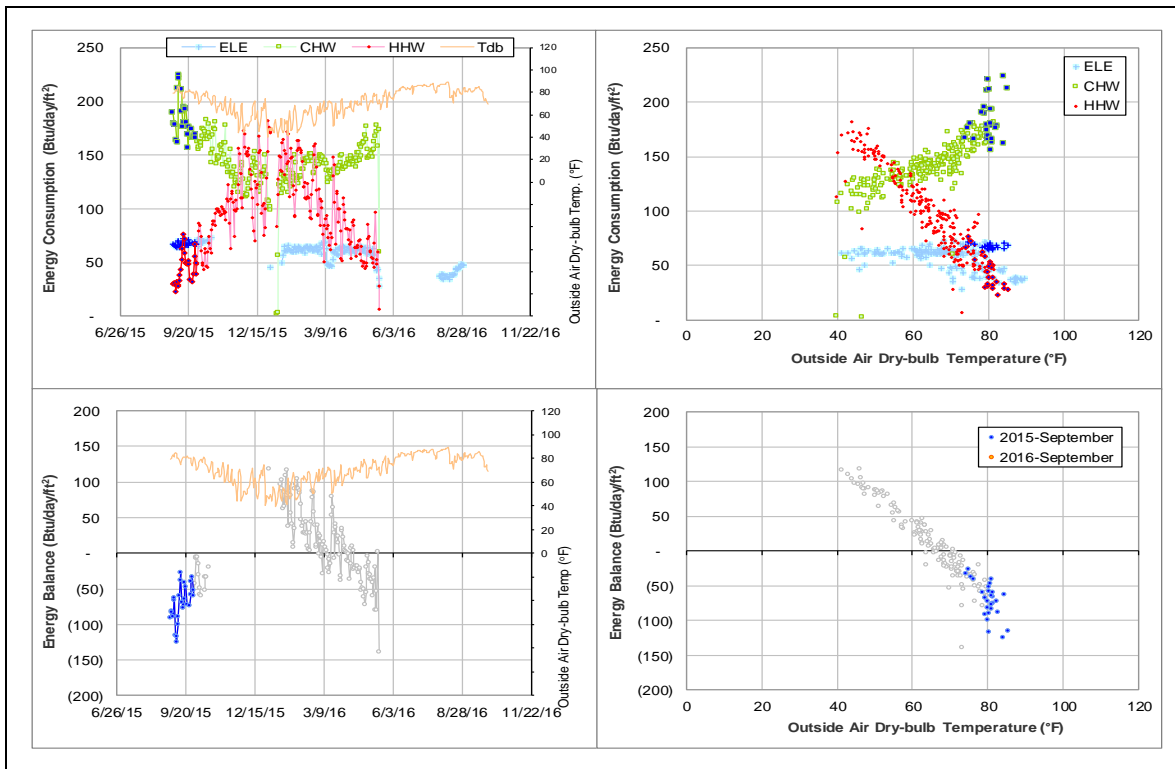 ELE CHW HHW Tdb
250
200
150
100
50
-
Energy Consumption (Btu/day/ft²)
120
100
80
60
40
20
0
Outside Air Dry-bulb Temp. (°F)
6/26/15 9/20/15 12/15/15 3/9/16 6/3/16 8/28/16 11/22/16
250
200
150
100
50
-
Energy Consumption (Btu/day/ft²)
ELE
CHW
HHW
0 20 40 60 80 100 120
Outside Air Dry-bulb Temperature (°F)
200
150
100
50
-
(50)
(100)
(150)
(200)
Energy Balance (Btu/day/ft²)
120
100
80
60
40
20
0
Outside Air Dry-bulb Temp (°F)
6/26/15 9/20/15 12/15/15 3/9/16 6/3/16 8/28/16 11/22/16
200
150
100
50
-
(50)
(100)
(150)
(200)
Energy Balance (Btu/day/ft²)
2015-September
2016-September
0 20 40 60 80 100 120
Outside Air Dry-bulb Temperature (°F)